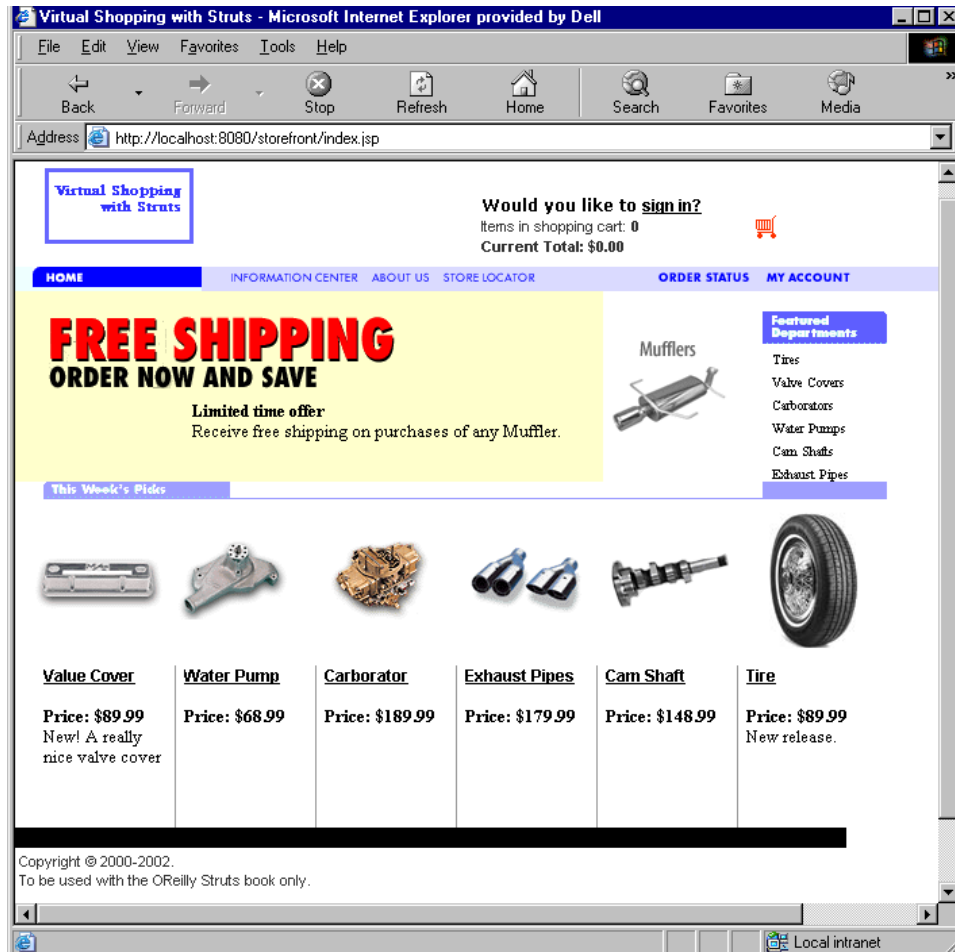 Virtual Shopping with Struts - Microsoft Internet Explorer provided by Dell
File Edit View Favorites Tools Help
Back Forward Stop Refresh Home Search Favorites Media »
Address http://localhost:8080/storefront/index.jsp
Virtual Shopping
with Struts
Would you like to sign in?
Items in shopping cart: 0
Current Total: $0.00
HOME INFORMATION CENTER ABOUT US STORE LOCATOR ORDER STATUS MY ACCOUNT
FREE SHIPPING
ORDER NOW AND SAVE
Limited time offer
Receive free shipping on purchases of any Muffler.
Mufflers
Featured
Departments
Tires
Valve Covers
Carborators
Water Pumps
Cam Shafts
Exhaust Pipes
This Week's Picks
Value Cover Water Pump Carborator Exhaust Pipes Cam Shaft Tire
Price: $89.99 Price: $68.99 Price: $189.99 Price: $179.99 Price: $148.99 Price: $89.99
New! A really New release.
nice valve cover
Copyright © 2000-2002.
To be used with the OReilly Struts book only.
Local intranet